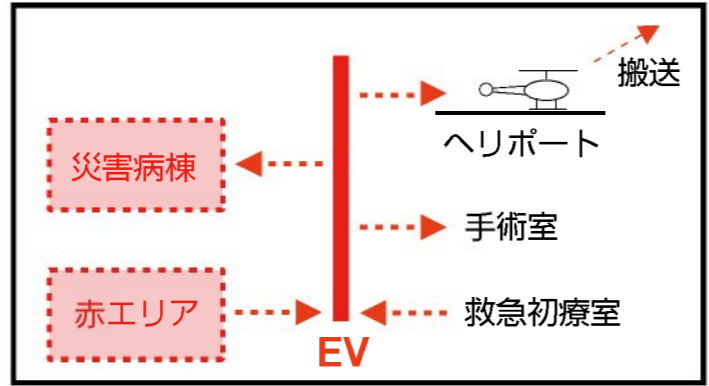 搬送
ヘリポート
災害病棟
手術室
赤エリア
救急初療室
EV